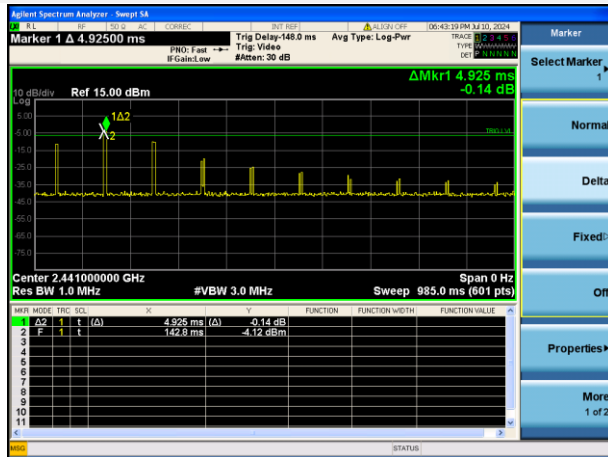 Agilent Spectrum Analyzer - Swept SA
RL RF 50 Ω AC CORREC INT REF ALIGN OFF 06:43:19 PM Jul 10, 2024
Marker 1 Δ 4.92500 ms
PNO: Fast
IFGain:Low
Trig Delay-148.0 ms
Trig: Video
#Atten: 30 dB
Avg Type: Log-Pwr
TRACE 1 2 3 4 5 6
TYPE WWWWWW
DET P N N N N N
ΔMkr1 4.925 ms
-0.14 dB
10 dB/div Ref 15.00 dBm
Log
5.00
-5.00
-15.0
-25.0
-35.0
-45.0
-55.0
-65.0
-75.0
1Δ2
2
TRIG LVL
Center 2.441000000 GHz Span 0 Hz
Res BW 1.0 MHz #VBW 3.0 MHz Sweep 985.0 ms (601 pts)
MKR MODE TRC SCL X Y FUNCTION FUNCTION WIDTH FUNCTION VALUE
1 Δ2 1 t (Δ) 4.925 ms (Δ) -0.14 dB
2 F 1 t 142.8 ms -4.12 dBm
3
4
5
6
7
8
9
10
11
MSG STATUS
Marker
Select Marker
1
Normal
Delta
Fixed
Off
Properties
More
1 of 2